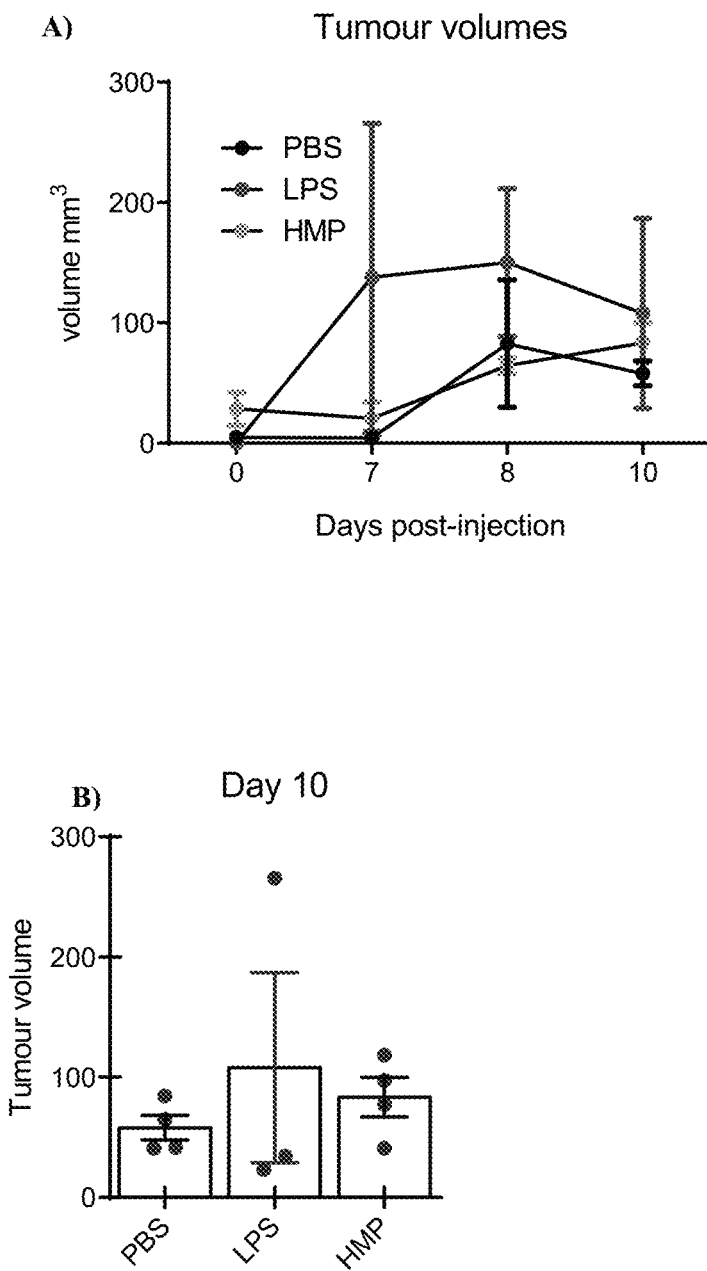 A)
Tumour volumes
300
200
100
0
volume mm³
PBS
LPS
HMP
0 7 8 10
Days post-injection
B)
Day 10
300
200
100
0
Tumour volume
PBS LPS HMP